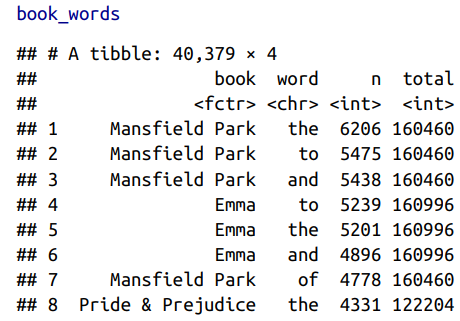 book_words
## # A tibble: 40,379 × 4
## book word n total
## <fctr> <chr> <int> <int>
## 1 Mansfield Park the 6206 160460
## 2 Mansfield Park to 5475 160460
## 3 Mansfield Park and 5438 160460
## 4 Emma to 5239 160996
## 5 Emma the 5201 160996
## 6 Emma and 4896 160996
## 7 Mansfield Park of 4778 160460
## 8 Pride & Prejudice the 4331 122204